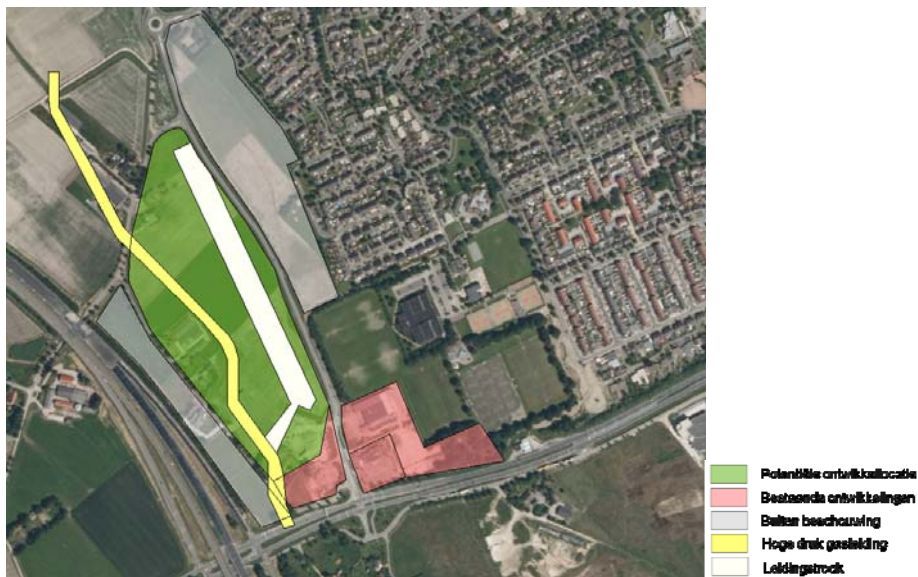 Potentiële ontwikkellocatie
Bestaande ontwikkelingen
Buiten beschouwing
Hoge druk gasleiding
Leidingstrook